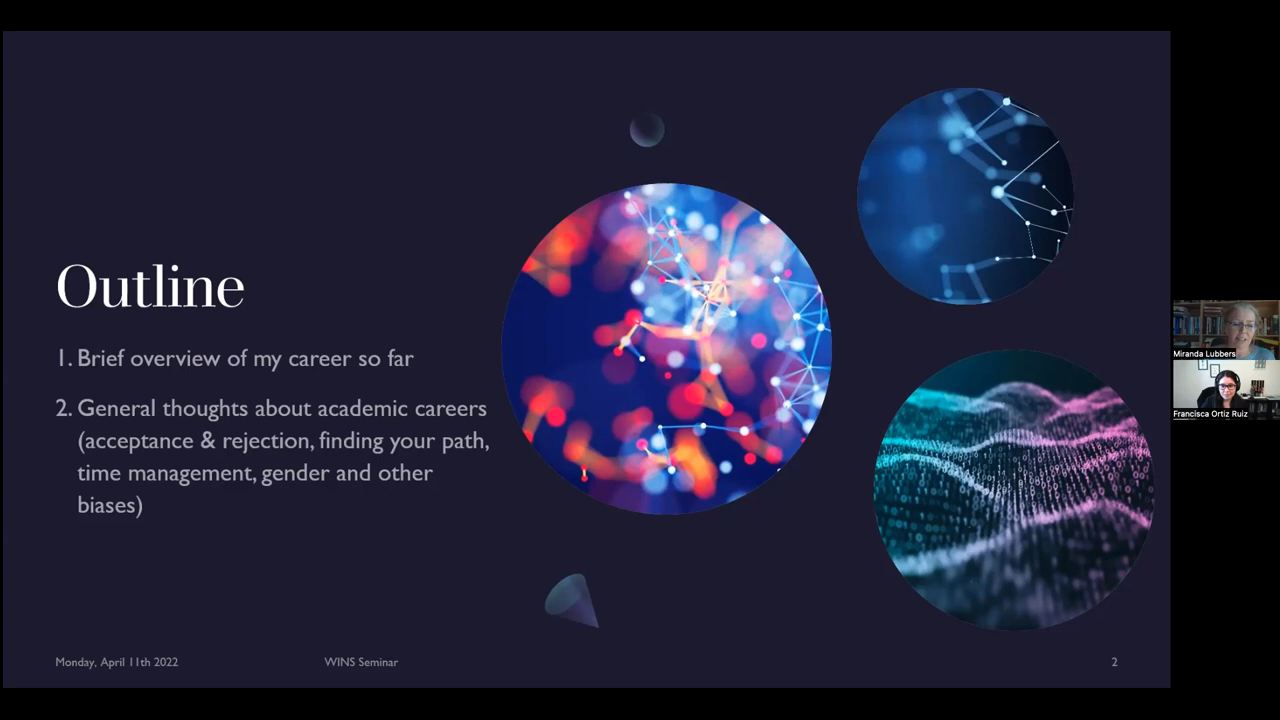 Outline
1. Brief overview of my career so far
2. General thoughts about academic careers
(acceptance & rejection, finding your path,
time management, gender and other
biases)
Monday, April 11th 2022
WINS Seminar
2
Miranda Lubbers
Francisca Ortiz Ruiz